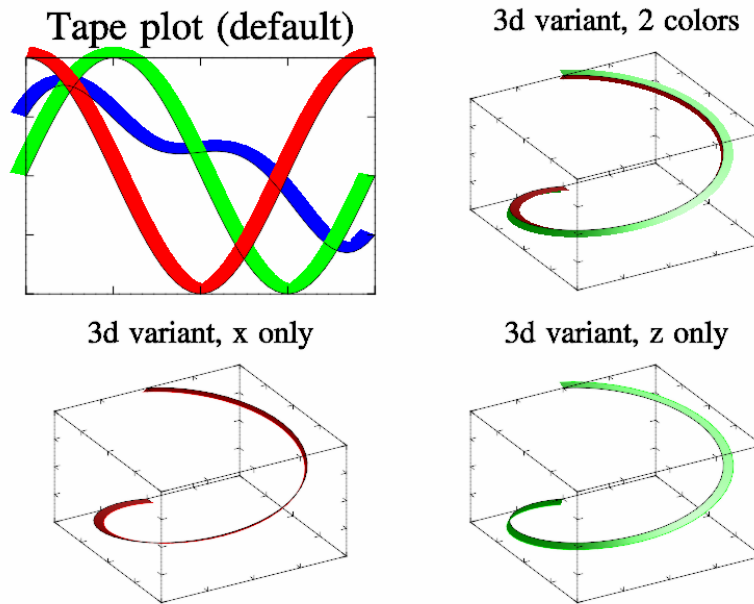 Tape plot (default)
3d variant, 2 colors
3d variant, x only
3d variant, z only